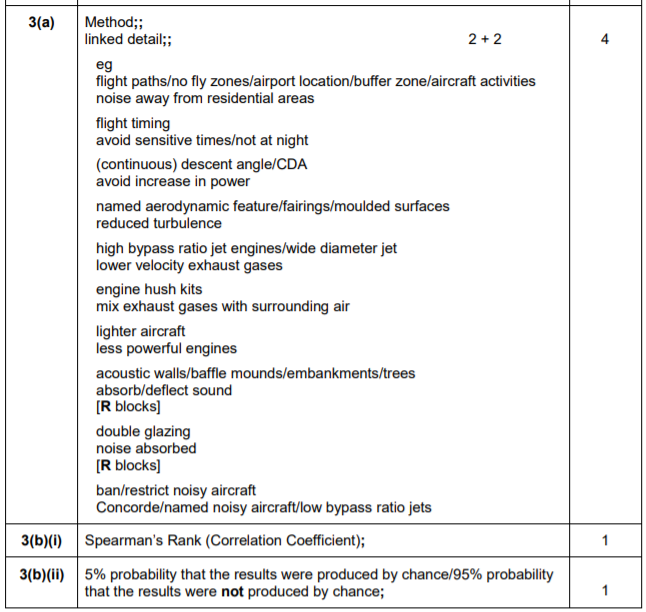 3(a) Method;;
linked detail;; 2 + 2 4
eg
flight paths/no fly zones/airport location/buffer zone/aircraft activities
noise away from residential areas
flight timing
avoid sensitive times/not at night
(continuous) descent angle/CDA
avoid increase in power
named aerodynamic feature/fairings/moulded surfaces
reduced turbulence
high bypass ratio jet engines/wide diameter jet
lower velocity exhaust gases
engine hush kits
mix exhaust gases with surrounding air
lighter aircraft
less powerful engines
acoustic walls/baffle mounds/embankments/trees
absorb/deflect sound
[R blocks]
double glazing
noise absorbed
[R blocks]
ban/restrict noisy aircraft
Concorde/named noisy aircraft/low bypass ratio jets
3(b)(i) Spearman's Rank (Correlation Coefficient); 1
3(b)(ii) 5% probability that the results were produced by chance/95% probability
that the results were not produced by chance; 1